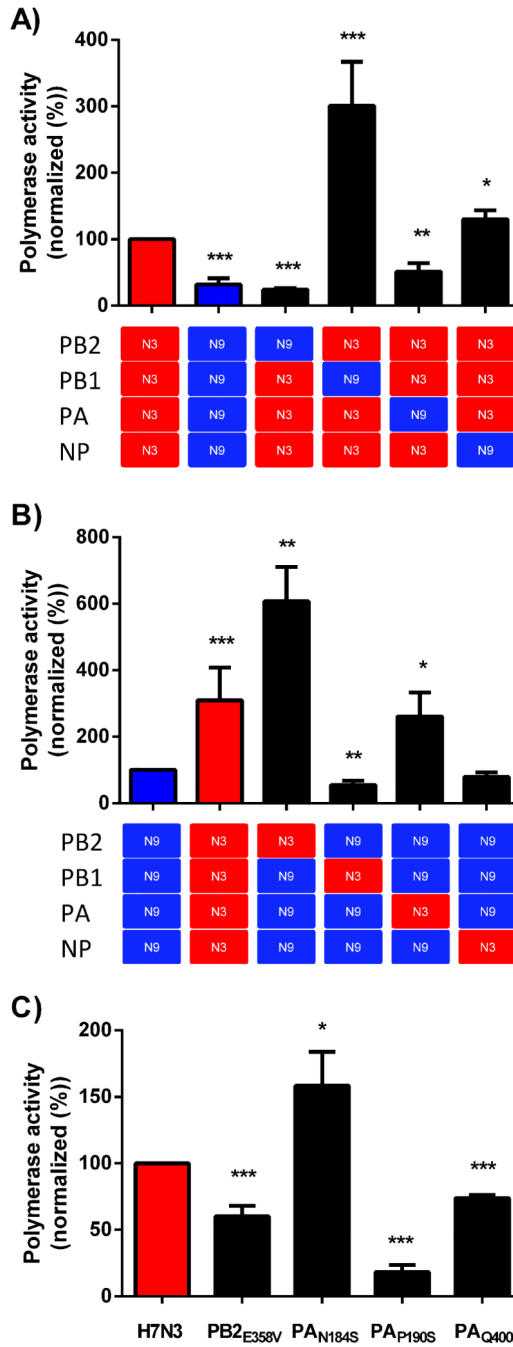 A)
Polymerase activity
(normalized (%))
400
300
200
100
0
*** *** *** ** *
PB2 N3 N9 N9 N3 N3 N3
PB1 N3 N9 N3 N9 N3 N3
PA N3 N9 N3 N3 N9 N3
NP N3 N9 N3 N3 N3 N9
B)
Polymerase activity
(normalized (%))
800
600
400
200
0
*** ** ** *
PB2 N9 N3 N3 N9 N9 N9
PB1 N9 N3 N9 N3 N9 N9
PA N9 N3 N9 N9 N3 N9
NP N9 N3 N9 N9 N9 N3
C)
Polymerase activity
(normalized (%))
200
150
100
50
0
*** * *** ***
H7N3 PB2E358V PAN184S PAP190S PAQ400